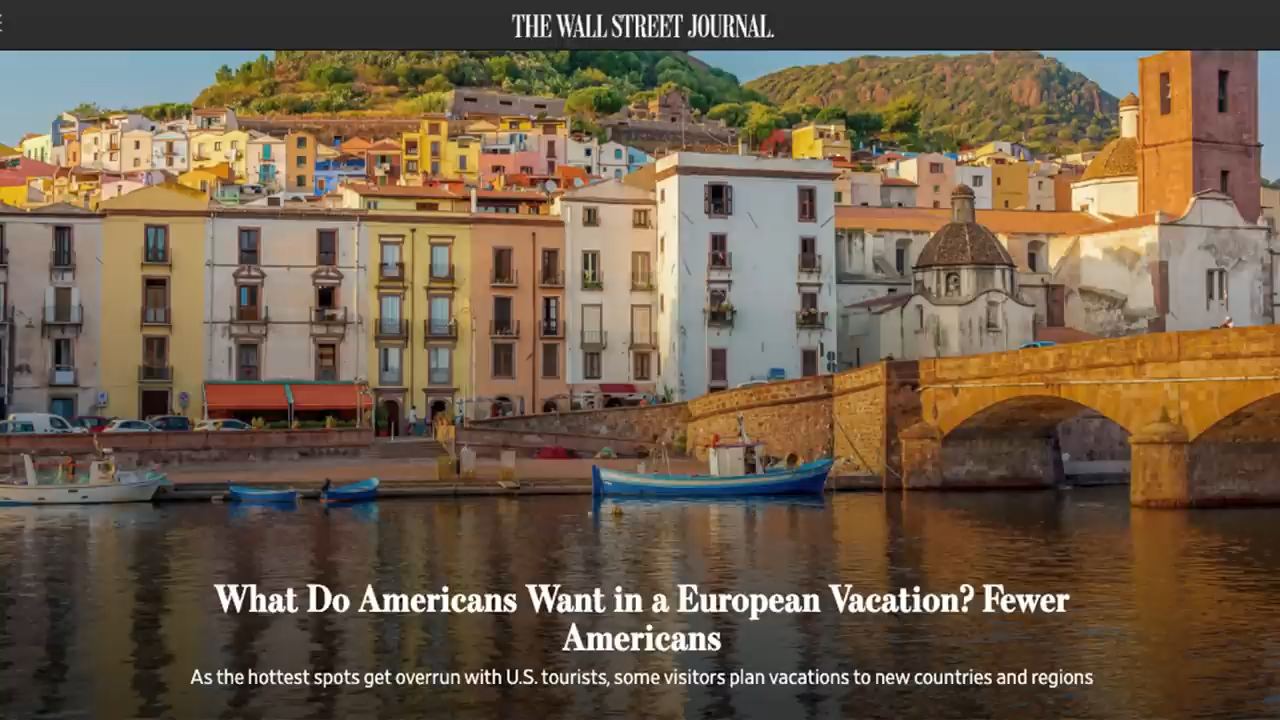 THE WALL STREET JOURNAL.
What Do Americans Want in a European Vacation? Fewer
Americans
As the hottest spots get overrun with U.S. tourists, some visitors plan vacations to new countries and regions